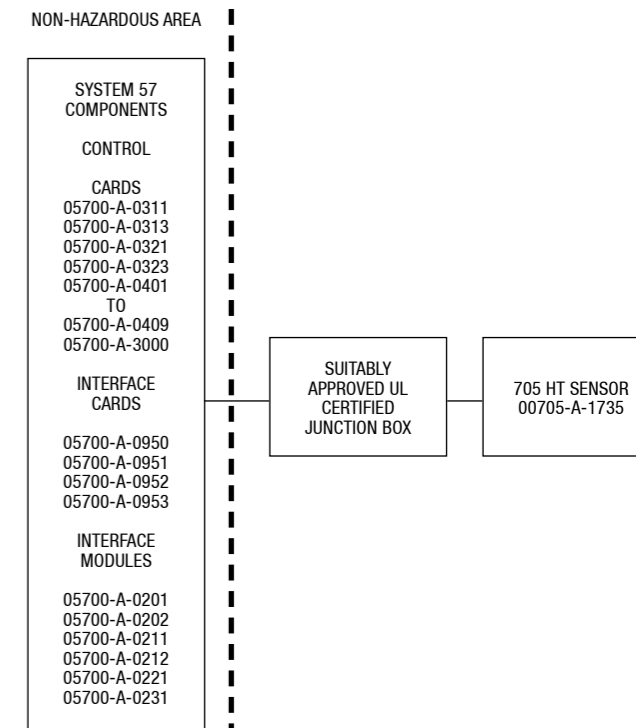 NON-HAZARDOUS AREA
SYSTEM 57
COMPONENTS
CONTROL
CARDS
05700-A-0311
05700-A-0313
05700-A-0321
05700-A-0323
05700-A-0401
TO
05700-A-0409
05700-A-3000
INTERFACE
CARDS
05700-A-0950
05700-A-0951
05700-A-0952
05700-A-0953
INTERFACE
MODULES
05700-A-0201
05700-A-0202
05700-A-0211
05700-A-0212
05700-A-0221
05700-A-0231
SUITABLY
APPROVED UL
CERTIFIED
JUNCTION BOX
705 HT SENSOR
00705-A-1735